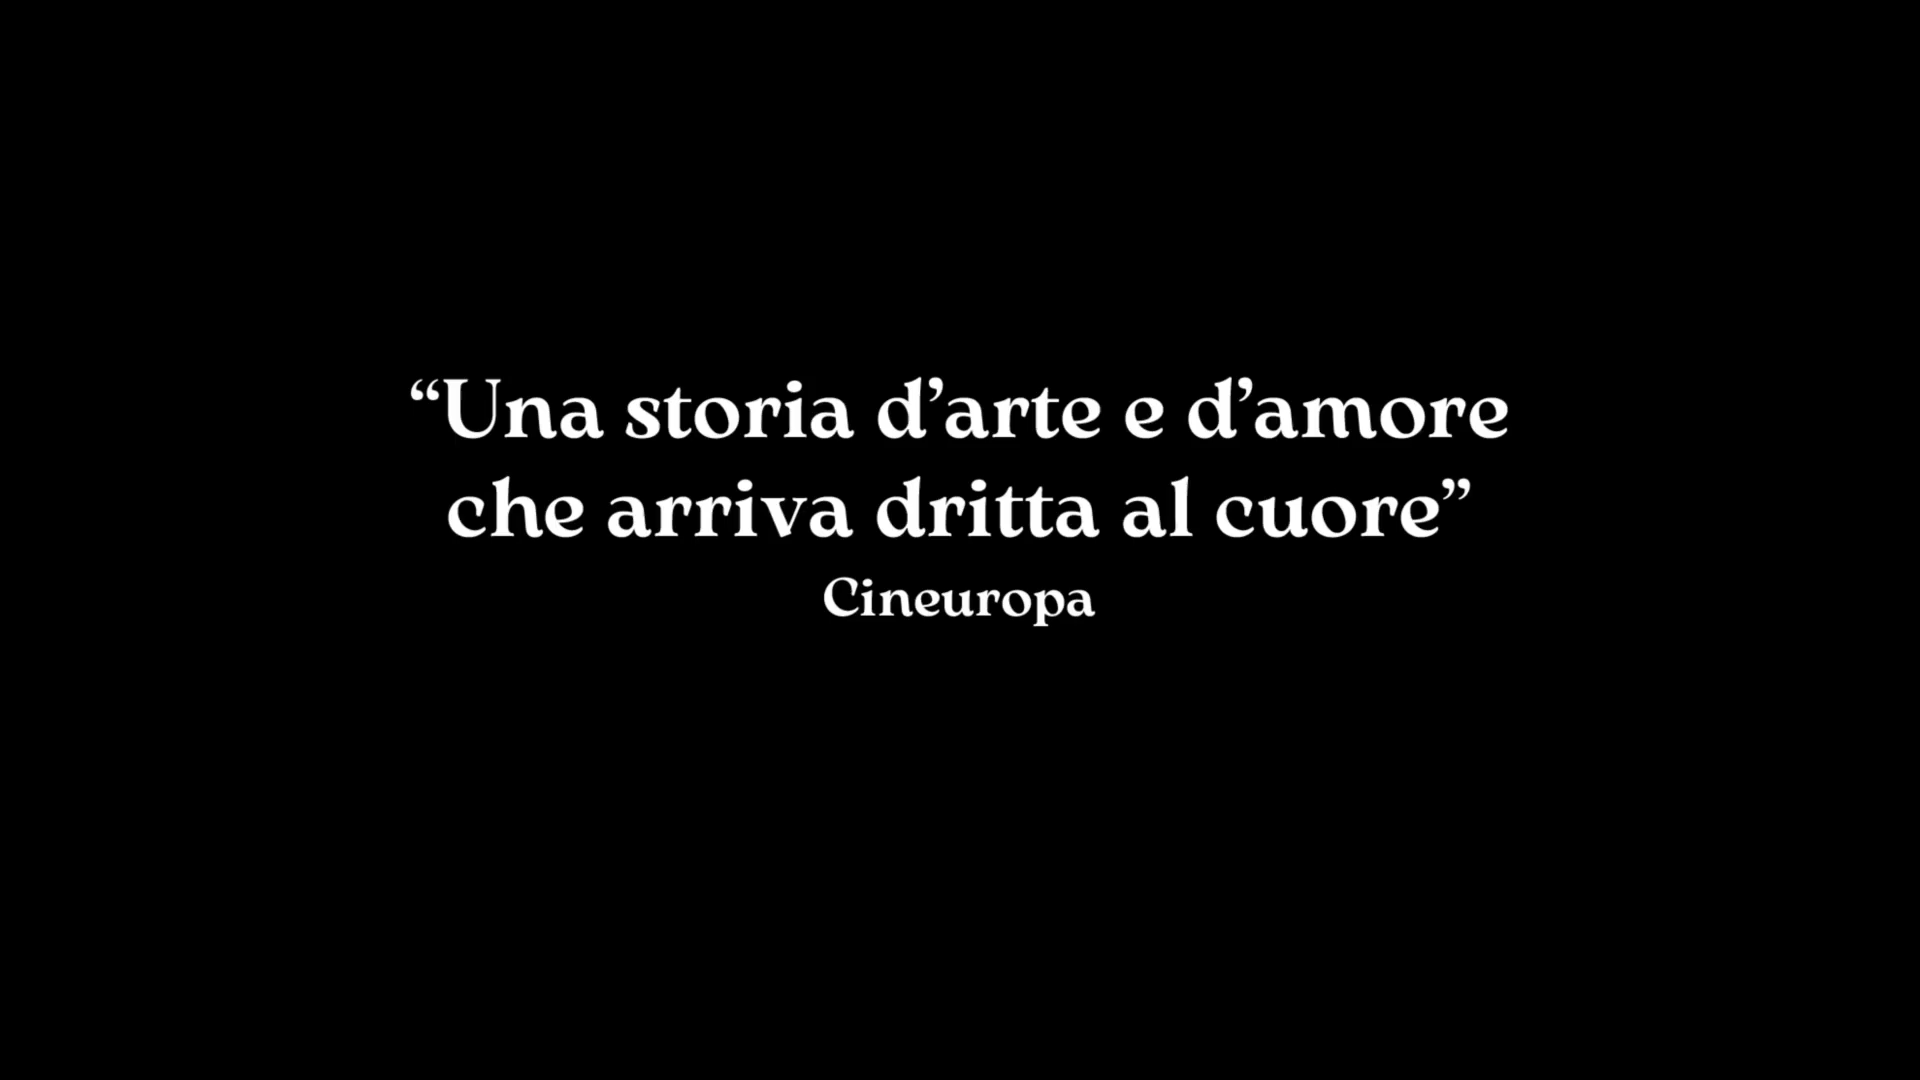 “Una storia d’arte e d’amore
che arriva dritta al cuore”
Cineuropa